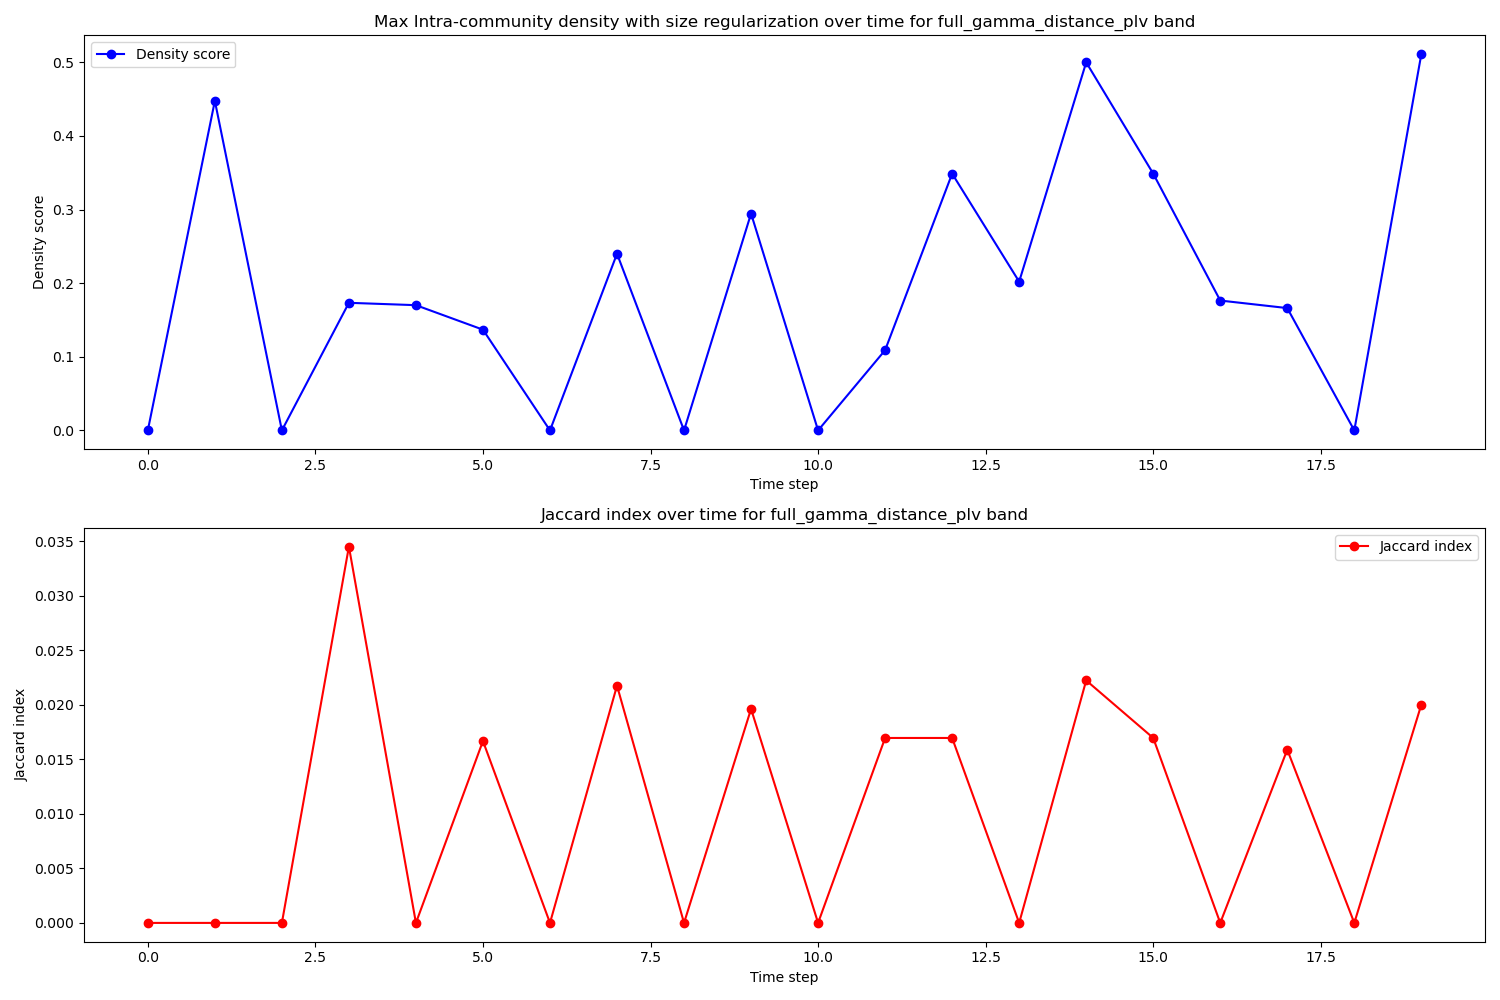 Max Intra-community density with size regularization over time for full_gamma_distance_plv band
Density score
0.5
0.4
0.3
0.2
0.1
0.0
Density score
0.0 2.5 5.0 7.5 10.0 12.5 15.0 17.5
Time step
Jaccard index over time for full_gamma_distance_plv band
Jaccard index
0.035
0.030
0.025
0.020
0.015
0.010
0.005
0.000
Jaccard index
0.0 2.5 5.0 7.5 10.0 12.5 15.0 17.5
Time step